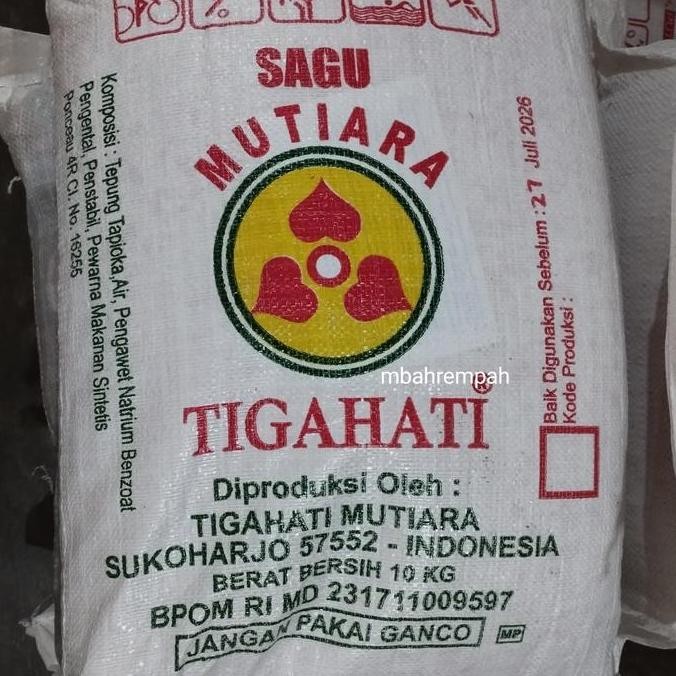 SAGU
MUTIARA
Komposisi : Tepung Tapioka,Air, Pengawet Natrium Benzoat
Pengental, Penstabil, Pewarna Makanan Sintetis
Ponceau 4R CI. No. 16255
Baik Digunakan Sebelum : 27 Juli 2026
Kode Produksi :
mbahrempah
TIGAHATI®
Diproduksi Oleh :
TIGAHATI MUTIARA
SUKOHARJO 57552 - INDONESIA
BERAT BERSIH 10 KG
BPOM RI MD 231711009597
JANGAN PAKAI GANCO
MP